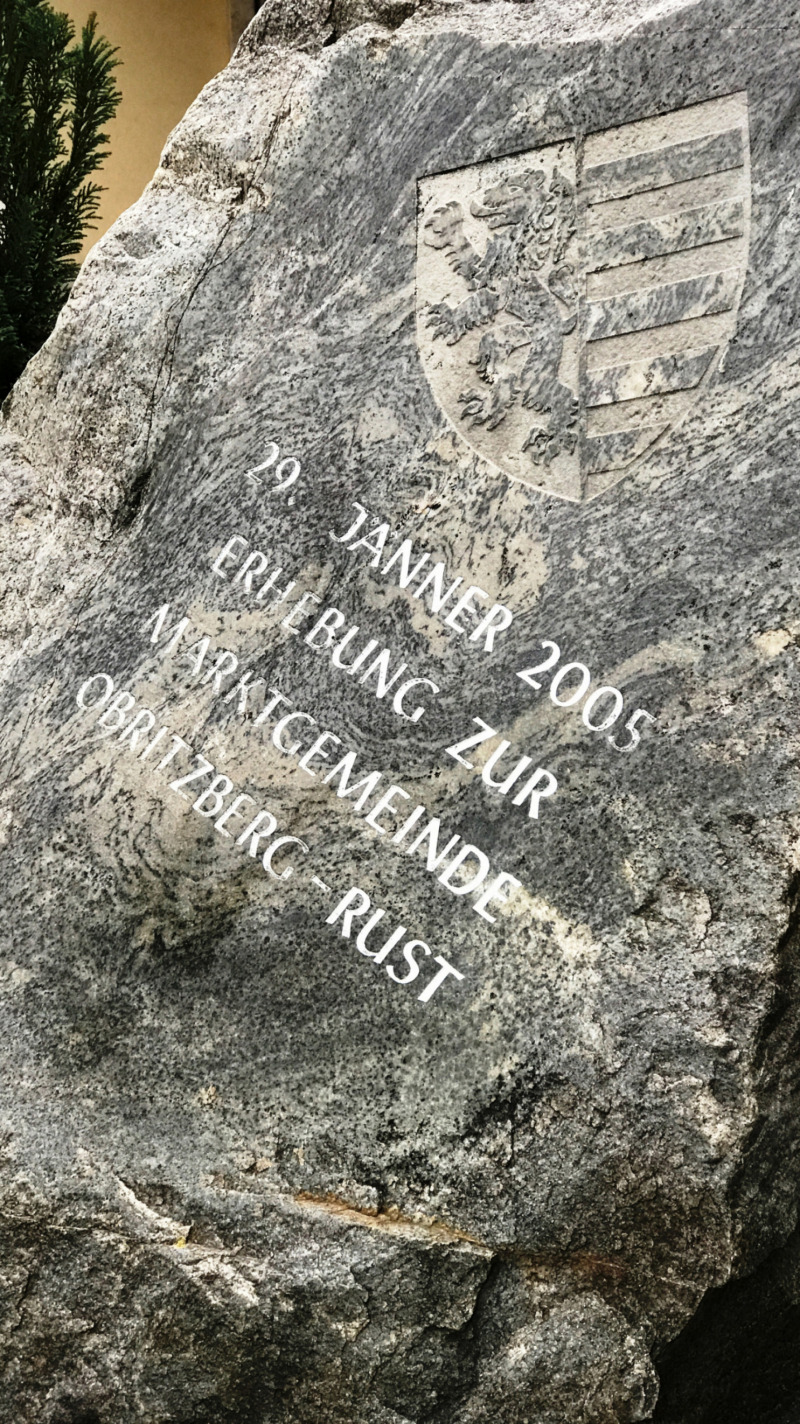 29. JÄNNER 2005
ERHEBUNG ZUR
MARKTGEMEINDE
OBRITZBERG-RUST